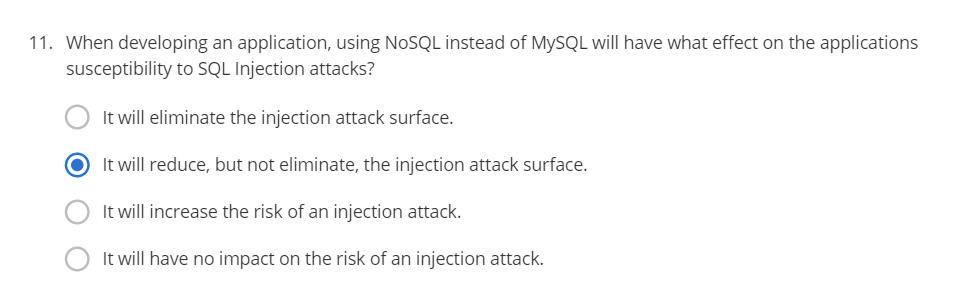 11. When developing an application, using NoSQL instead of MySQL will have what effect on the applications
susceptibility to SQL Injection attacks?
It will eliminate the injection attack surface.
It will reduce, but not eliminate, the injection attack surface.
It will increase the risk of an injection attack.
It will have no impact on the risk of an injection attack.